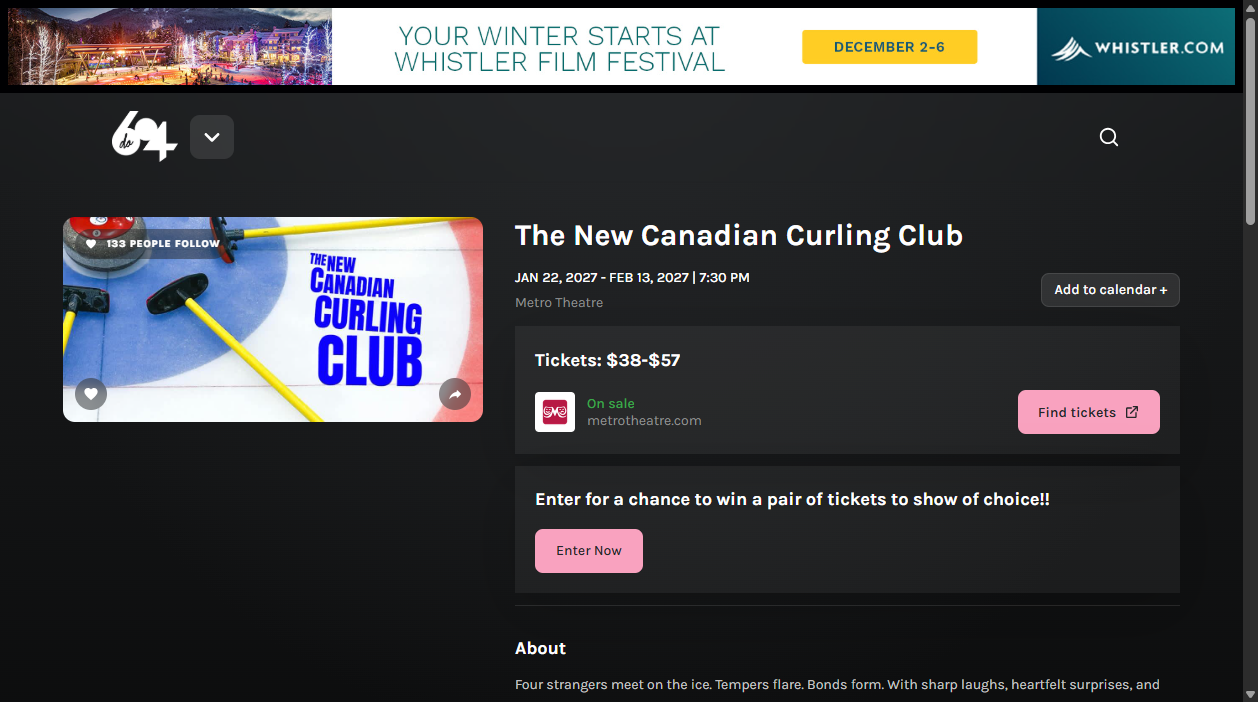 YOUR WINTER STARTS AT
WHISTLER FILM FESTIVAL
DECEMBER 2-6
WHISTLER.COM
do
604
133 PEOPLE FOLLOW
THE NEW
CANADIAN
CURLING
CLUB
The New Canadian Curling Club
JAN 22, 2027 - FEB 13, 2027 | 7:30 PM
Metro Theatre
Add to calendar +
Tickets: $38-$57
On sale
metrotheatre.com
Find tickets
Enter for a chance to win a pair of tickets to show of choice!!
Enter Now
About
Four strangers meet on the ice. Tempers flare. Bonds form. With sharp laughs, heartfelt surprises, and